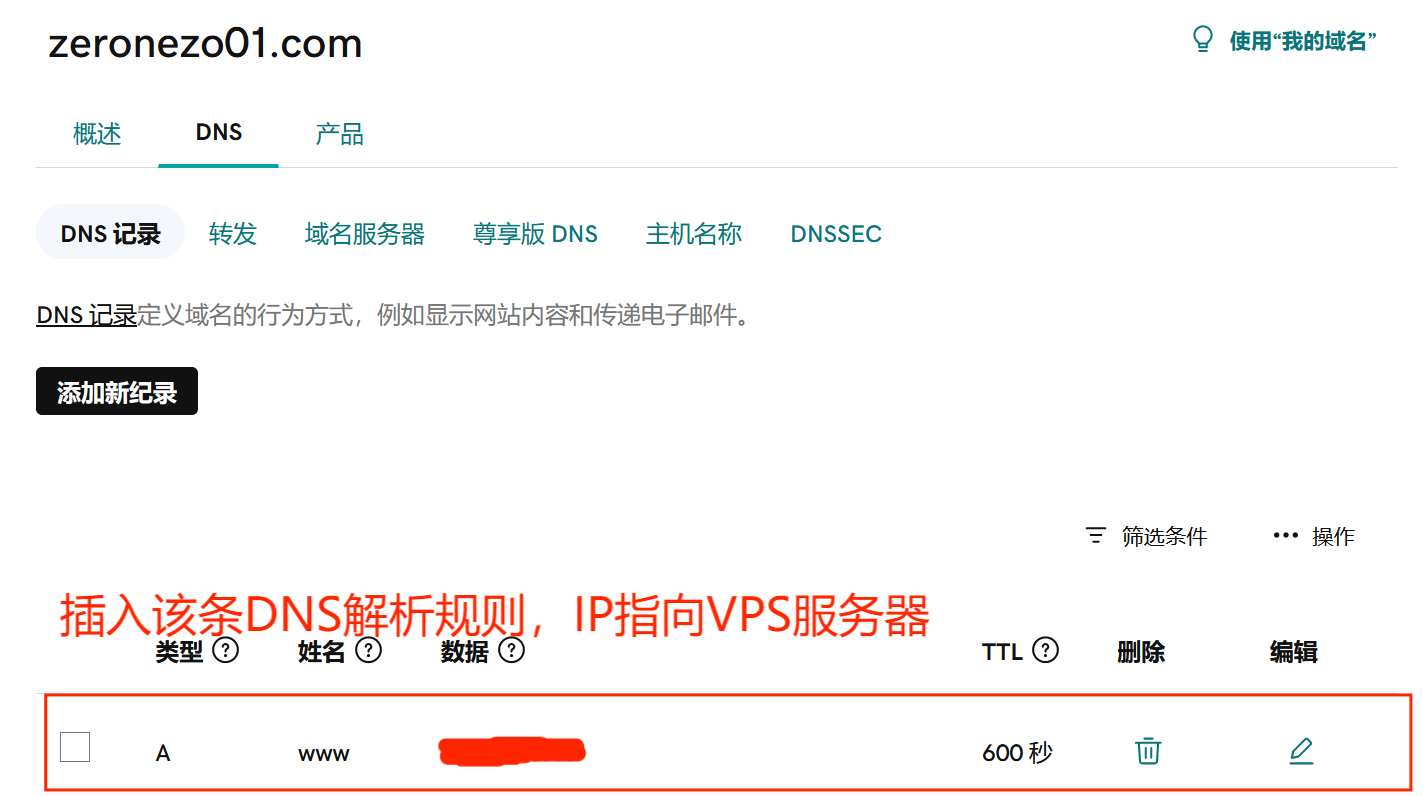 zeronezo01.com
使用“我的域名”
概述 DNS 产品
DNS 记录 转发 域名服务器 尊享版 DNS 主机名称 DNSSEC
DNS 记录定义域名的行为方式，例如显示网站内容和传递电子邮件。
添加新纪录
筛选条件 ••• 操作
插入该条DNS解析规则，IP指向VPS服务器
类型 ? 姓名 ? 数据 ? TTL ? 删除 编辑
A www 600 秒